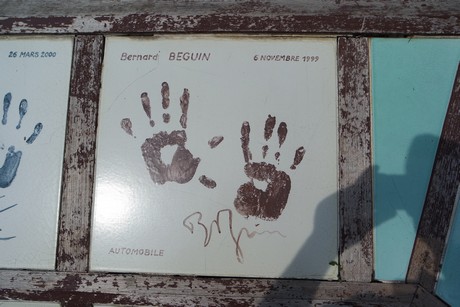 26 MARS 2000
Bernard BEGUIN
6 NOVEMBRE 1999
AUTOMOBILE